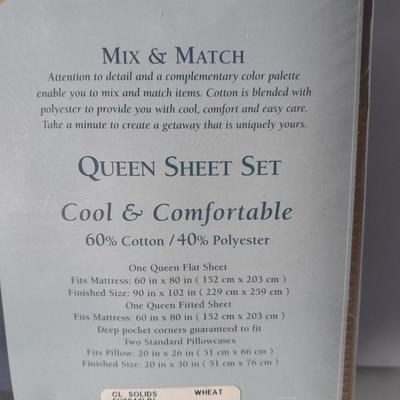 MIX & MATCH
Attention to detail and a complementary color palette
enable you to mix and match items. Cotton is blended with
polyester to provide you with cool, comfort and easy care.
Take a minute to create a getaway that is uniquely yours.
QUEEN SHEET SET
Cool & Comfortable
60% Cotton / 40% Polyester
One Queen Flat Sheet
Fits Mattress: 60 in x 80 in ( 152 cm x 203 cm )
Finished Size: 90 in x 102 in ( 229 cm x 259 cm )
One Queen Fitted Sheet
Fits Mattress: 60 in x 80 in ( 152 cm x 203 cm )
Deep pocket corners guaranteed to fit
Two Standard Pillowcases
Fits Pillow: 20 in x 26 in ( 51 cm x 66 cm )
Finished Size: 20 in x 30 in ( 51 cm x 76 cm )
CL SOLIDS WHEAT